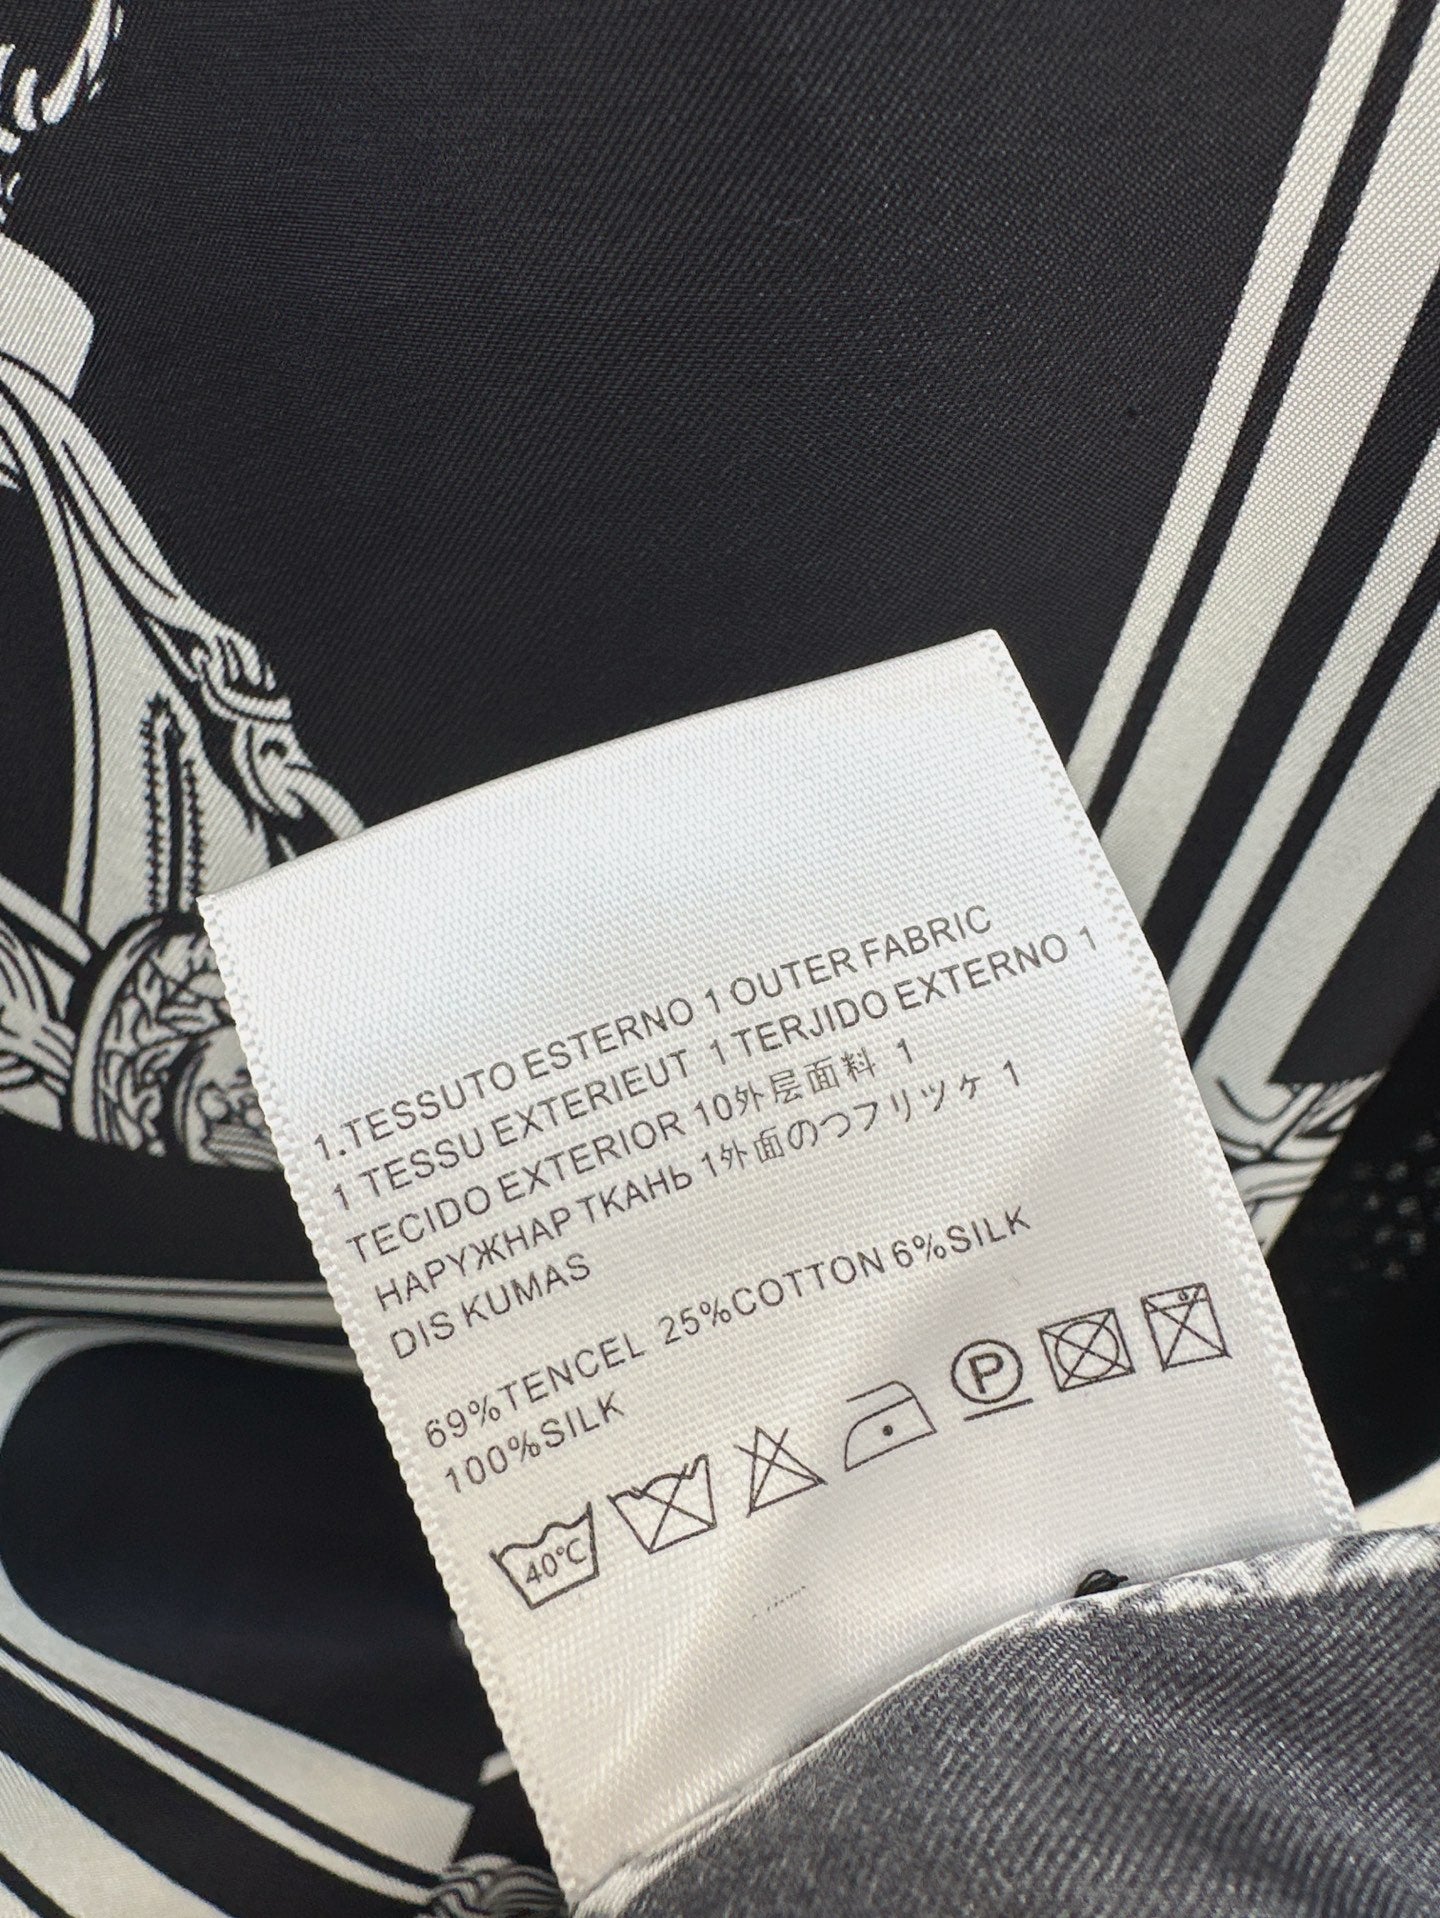 1.TESSUTO ESTERNO 1 OUTER FABRIC
1 TESSU EXTERIEUT 1 TERJIDO EXTERNO 1
TECIDO EXTERIOR 10外层面料 1
НАРУЖНАР ТКАНЬ 1外面のつフリツヶ 1
DIS KUMAS
69%TENCEL 25%COTTON 6%SILK
100%SILK
40°C P